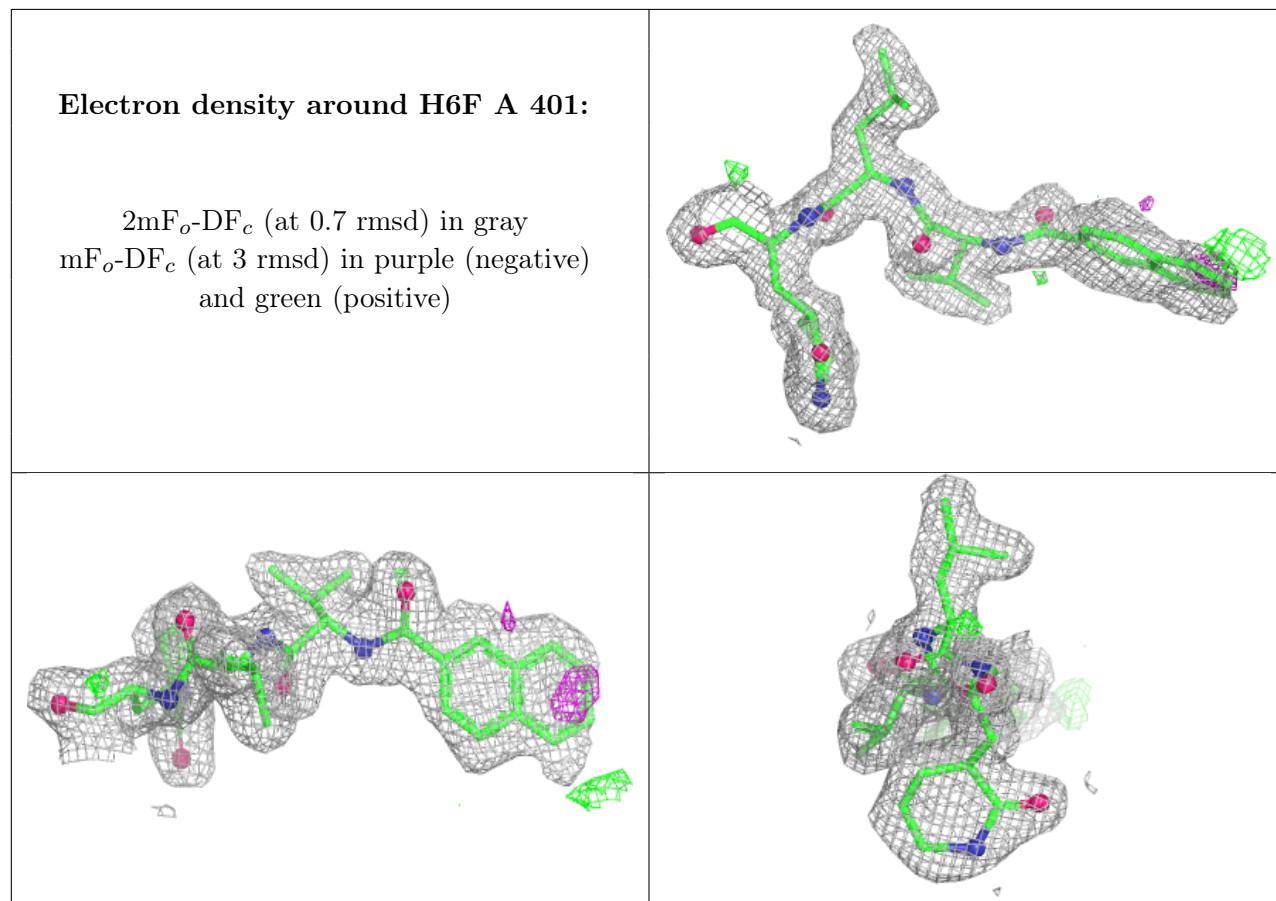 Electron density around H6F A 401:
2mFₒ-DF𝒸 (at 0.7 rmsd) in gray
mFₒ-DF𝒸 (at 3 rmsd) in purple (negative)
and green (positive)